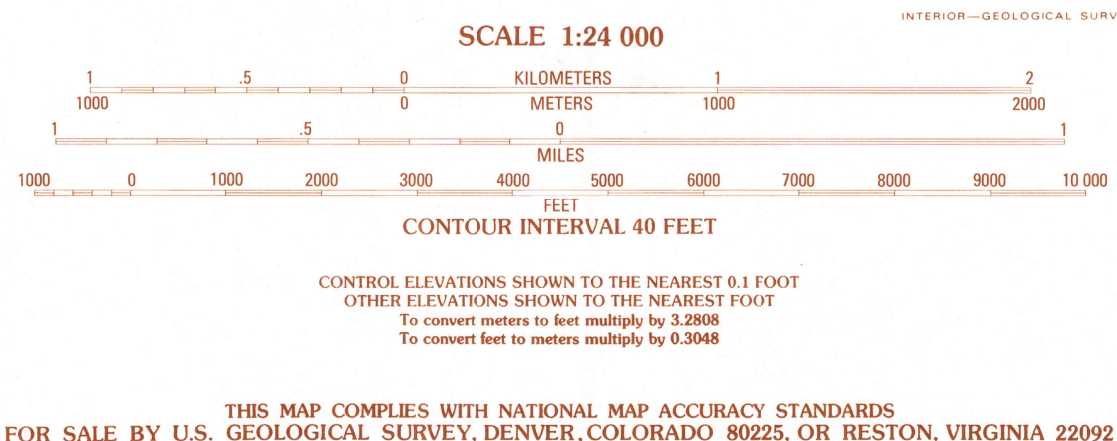 INTERIOR—GEOLOGICAL SURV
SCALE 1:24 000
1 .5 0 KILOMETERS 1 2
1000 0 METERS 1000 2000
1 .5 0 1
MILES
1000 0 1000 2000 3000 4000 5000 6000 7000 8000 9000 10 000
FEET
CONTOUR INTERVAL 40 FEET
CONTROL ELEVATIONS SHOWN TO THE NEAREST 0.1 FOOT
OTHER ELEVATIONS SHOWN TO THE NEAREST FOOT
To convert meters to feet multiply by 3.2808
To convert feet to meters multiply by 0.3048
THIS MAP COMPLIES WITH NATIONAL MAP ACCURACY STANDARDS
FOR SALE BY U.S. GEOLOGICAL SURVEY, DENVER, COLORADO 80225, OR RESTON, VIRGINIA 22092